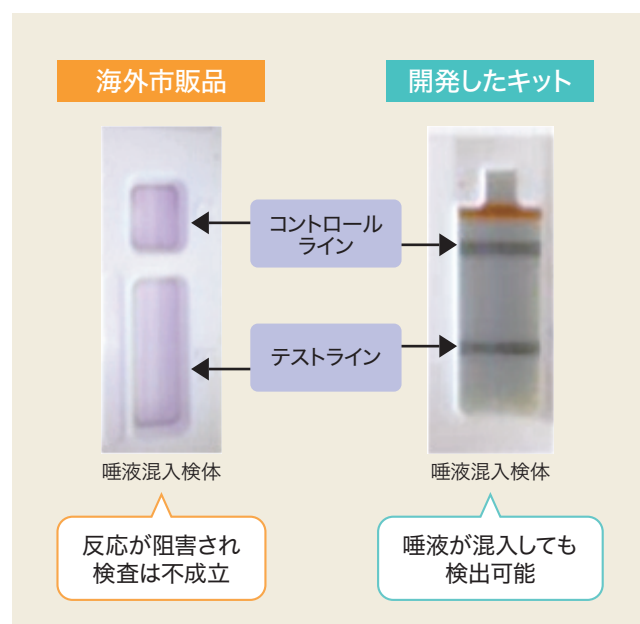 海外市販品
開発したキット
コントロール
ライン
テストライン
唾液混入検体
唾液混入検体
反応が阻害され
検査は不成立
唾液が混入しても
検出可能